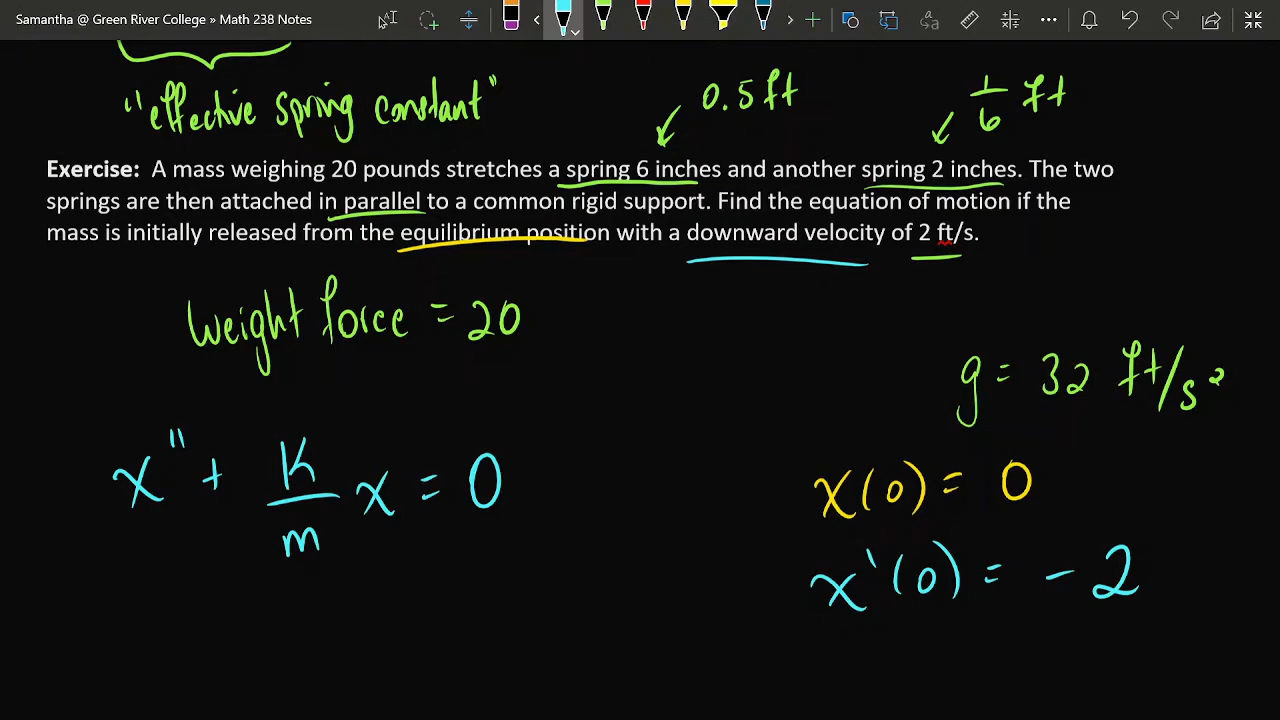 Samantha @ Green River College » Math 238 Notes
"effective spring constant"
0.5 ft
1/6 ft
Exercise: A mass weighing 20 pounds stretches a spring 6 inches and another spring 2 inches. The two
springs are then attached in parallel to a common rigid support. Find the equation of motion if the
mass is initially released from the equilibrium position with a downward velocity of 2 ft/s.
weight force = 20
g = 32 ft/s²
x'' + K/m x = 0
x(0) = 0
x'(0) = -2